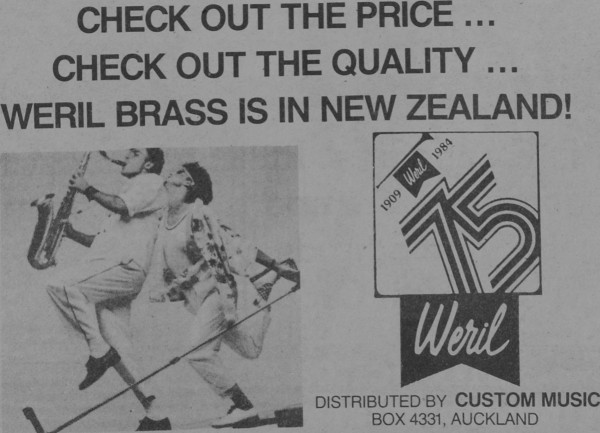 CHECK OUT THE PRICE ...
CHECK OUT THE QUALITY ...
WERIL BRASS IS IN NEW ZEALAND!
1909 Weril 1984
75
Weril
DISTRIBUTED BY CUSTOM MUSIC
BOX 4331, AUCKLAND